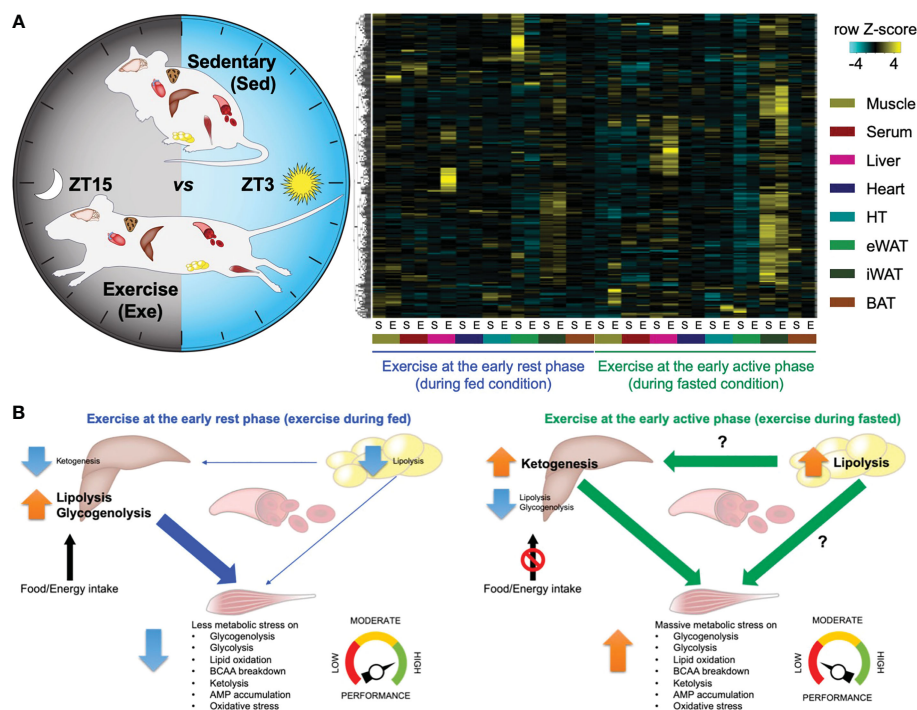 A
Sedentary
(Sed)
ZT15
vs
ZT3
Exercise
(Exe)
row Z-score
-4
4
Muscle
Serum
Liver
Heart
HT
eWAT
iWAT
BAT
S E S E S E S E S E S E S E S E S E S E S E S E S E S E S E S E
Exercise at the early rest phase
(during fed condition)
Exercise at the early active phase
(during fasted condition)
B
Exercise at the early rest phase (exercise during fed)
Ketogenesis
Lipolysis
Lipolysis
Glycogenolysis
Food/Energy intake
Less metabolic stress on
• Glycogenolysis
• Glycolysis
• Lipid oxidation
• BCAA breakdown
• Ketolysis
• AMP accumulation
• Oxidative stress
MODERATE
LOW
HIGH
PERFORMANCE
Exercise at the early active phase (exercise during fasted)
?
Ketogenesis
Lipolysis
Lipolysis
Glycogenolysis
?
Food/Energy intake
Massive metabolic stress on
• Glycogenolysis
• Glycolysis
• Lipid oxidation
• BCAA breakdown
• Ketolysis
• AMP accumulation
• Oxidative stress
MODERATE
LOW
HIGH
PERFORMANCE